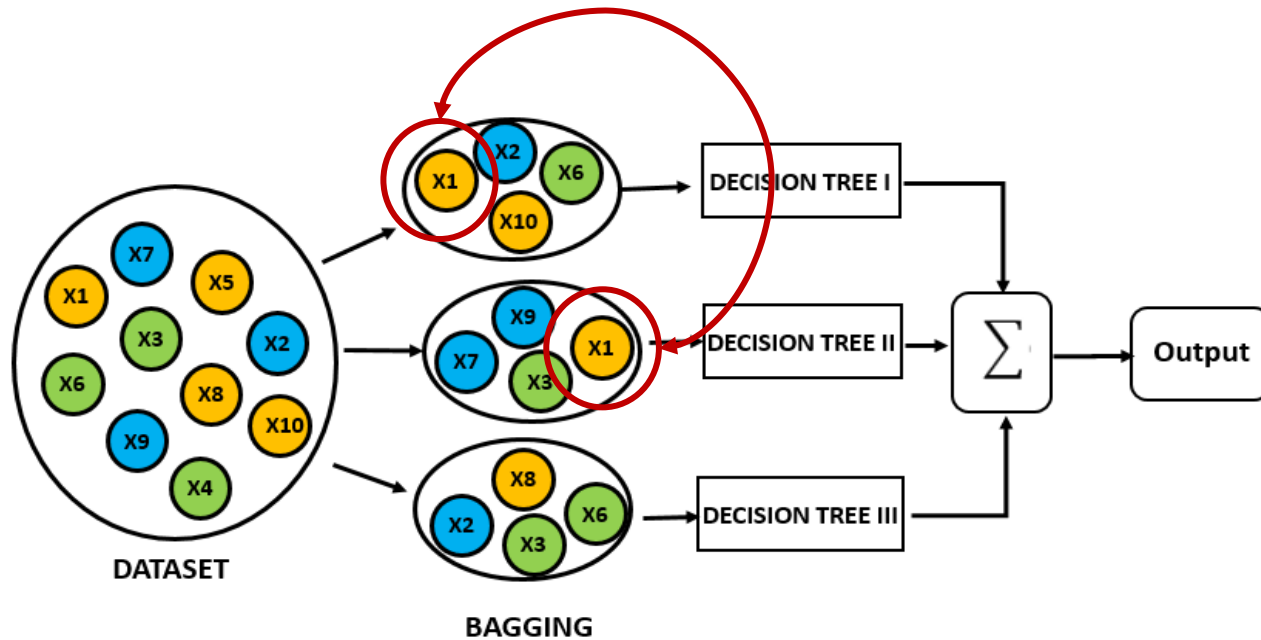 X7
X1
X5
X3
X2
X6
X8
X10
X9
X4
DATASET
X1
X2
X6
X10
X9
X7
X1
X3
X8
X2
X6
X3
BAGGING
DECISION TREE I
DECISION TREE II
DECISION TREE III
∑
Output